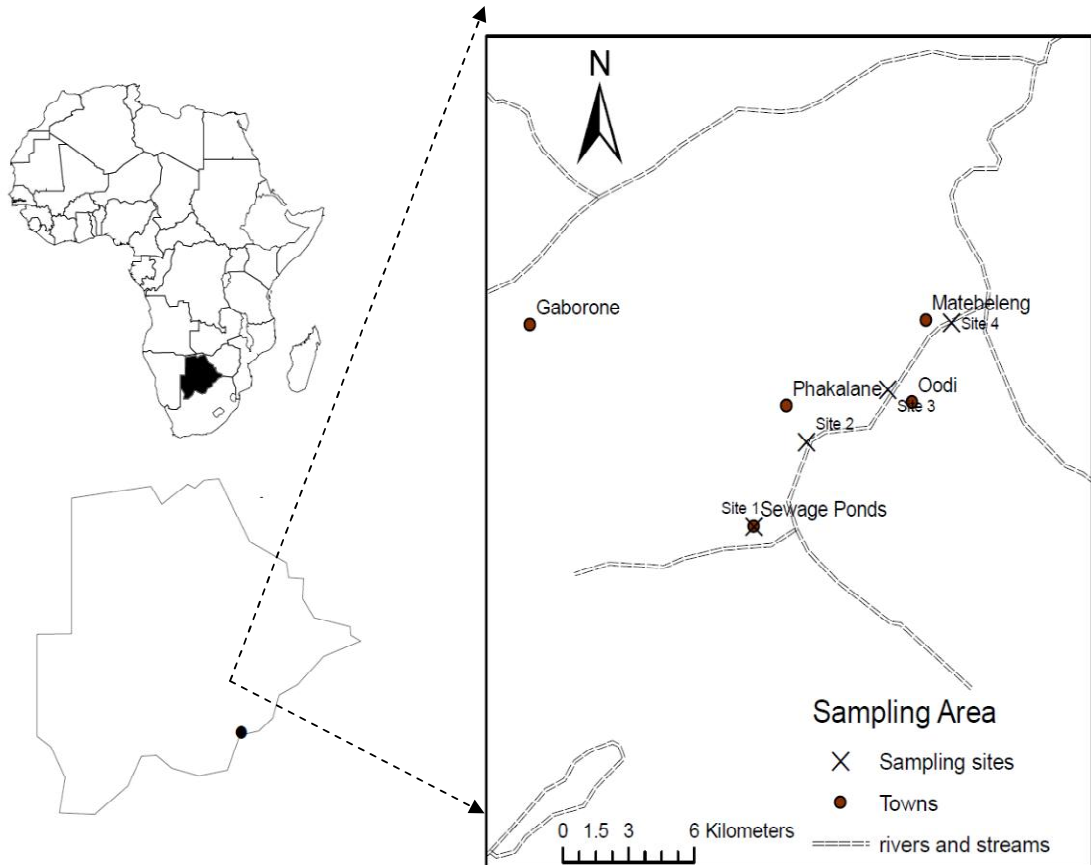 N
Gaborone
Matebeleng
Site 4
Phakalane
Oodi
Site 3
Site 2
Site 1 Sewage Ponds
Sampling Area
Sampling sites
Towns
rivers and streams
0 1.5 3 6 Kilometers